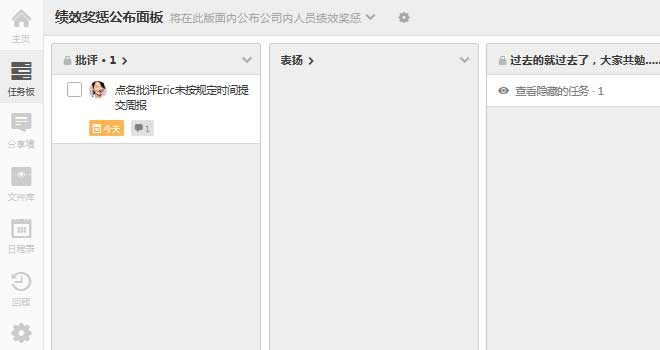 绩效奖惩公布面板 将在此版面内公布公司内人员绩效奖惩
主页
任务板
分享墙
文件库
日程表
回顾
批评 · 1
点名批评Eric未按规定时间提
交周报
今天
1
表扬
过去的就过去了，大家共勉.....
查看隐藏的任务 · 1